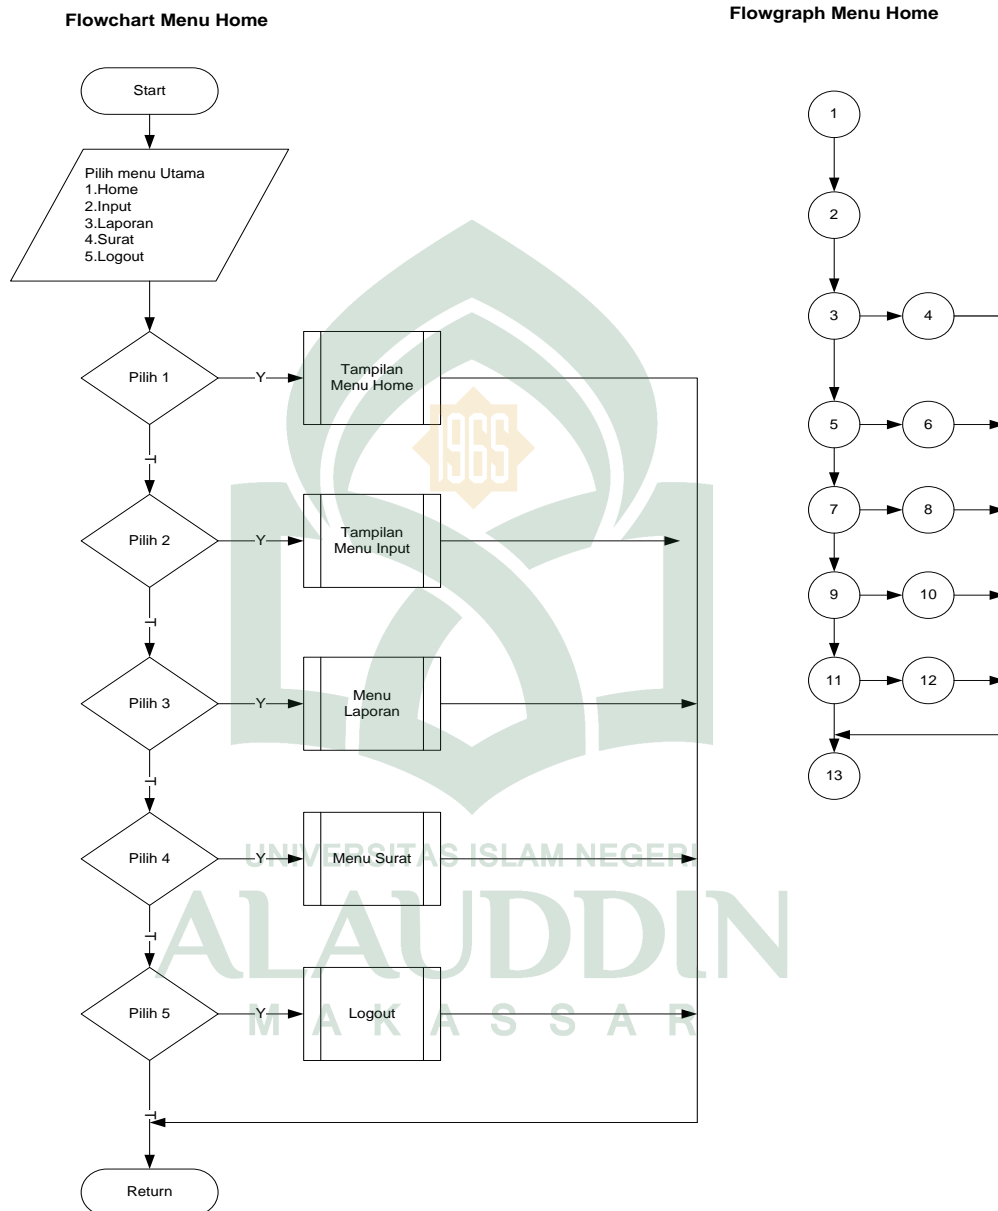 Flowchart Menu Home
Start
Pilih menu Utama
1.Home
2.Input
3.Laporan
4.Surat
5.Logout
Pilih 1
Y
Tampilan
Menu Home
T
Pilih 2
Y
Tampilan
Menu Input
T
Pilih 3
Y
Menu
Laporan
T
Pilih 4
Y
Menu Surat
T
Pilih 5
Y
Logout
T
Return
Flowgraph Menu Home
1
2
3
4
5
6
7
8
9
10
11
12
13
1965
UNIVERSITAS ISLAM NEGERI
ALAUDDIN
MAKASSAR